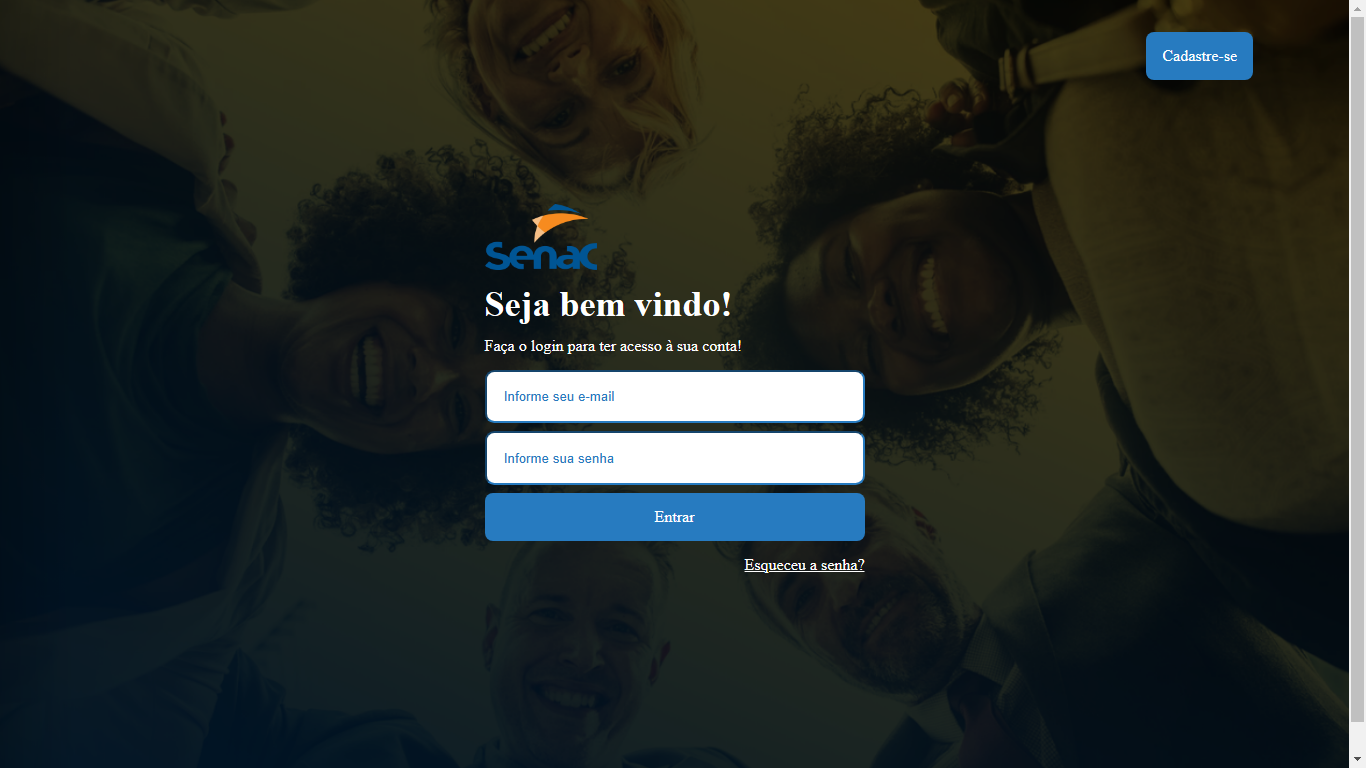 Cadastre-se
Senac
Seja bem vindo!
Faça o login para ter acesso à sua conta!
Informe seu e-mail
Informe sua senha
Entrar
Esqueceu a senha?